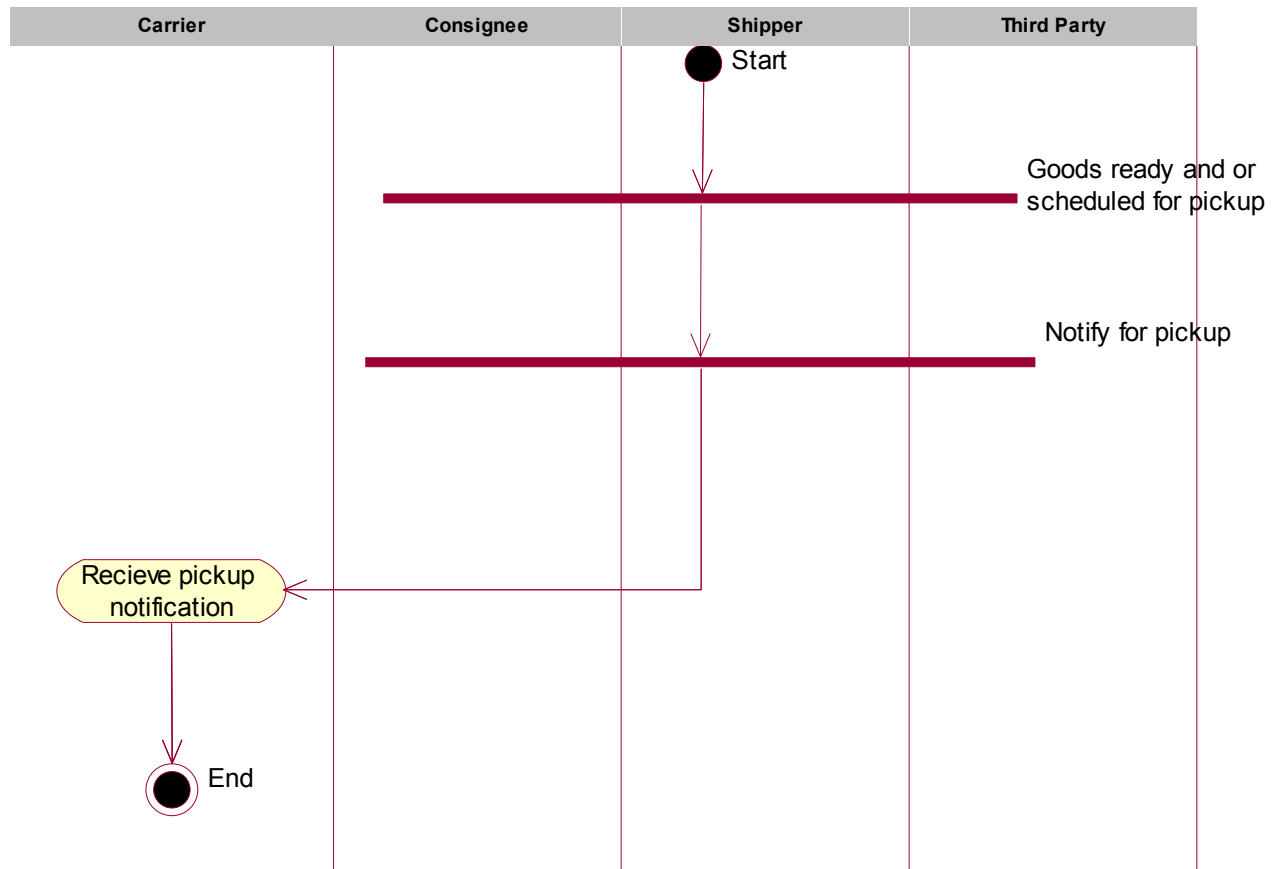 Carrier
Consignee
Shipper
Third Party
Start
Goods ready and or
scheduled for pickup
Notify for pickup
Recieve pickup
notification
End